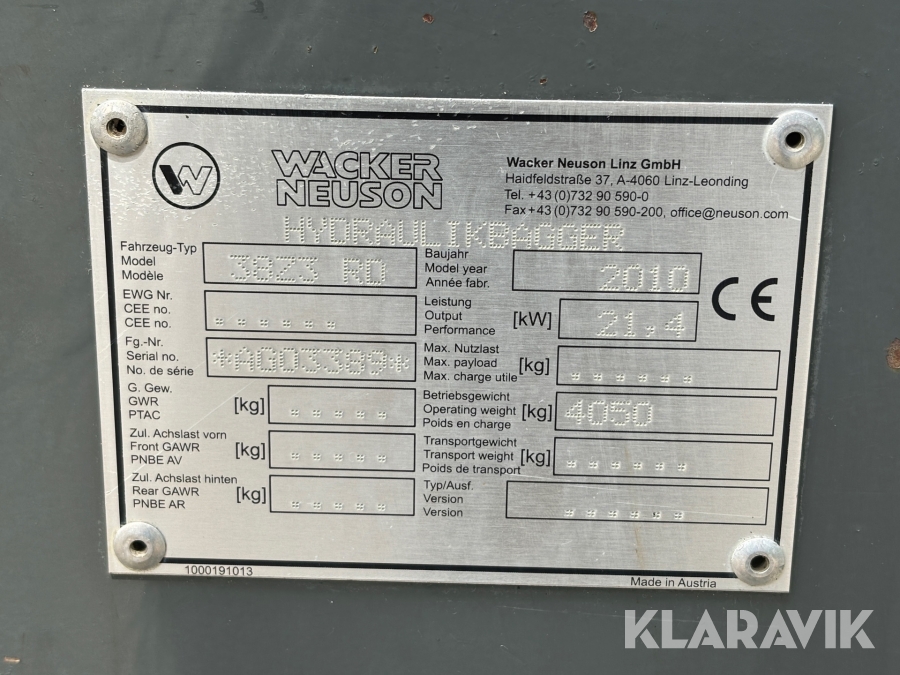 W
WACKER
NEUSON
Wacker Neuson Linz GmbH
Haidfeldstraße 37, A-4060 Linz-Leonding
Tel. +43 (0)732 90 590-0
Fax+43 (0)732 90 590-200, office@neuson.com
HYDRAULIKBAGGER
Fahrzeug-Typ
Model
Modèle
38Z3 RD
Baujahr
Model year
Année fabr.
2010
EWG Nr.
CEE no.
CEE no.
Leistung
Output
Performance
[kW]
21,4
CE
Fg.-Nr.
Serial no.
No. de série
*AG03389*
Max. Nutzlast
Max. payload
Max. charge utile
[kg]
G. Gew.
GWR
PTAC
[kg]
Betriebsgewicht
Operating weight
Poids en charge
[kg]
4050
Zul. Achslast vorn
Front GAWR
PNBE AV
[kg]
Transportgewicht
Transport weight
Poids de transport
[kg]
Zul. Achslast hinten
Rear GAWR
PNBE AR
[kg]
Typ/Ausf.
Version
Version
1000191013
Made in Austria
KLARAVIK